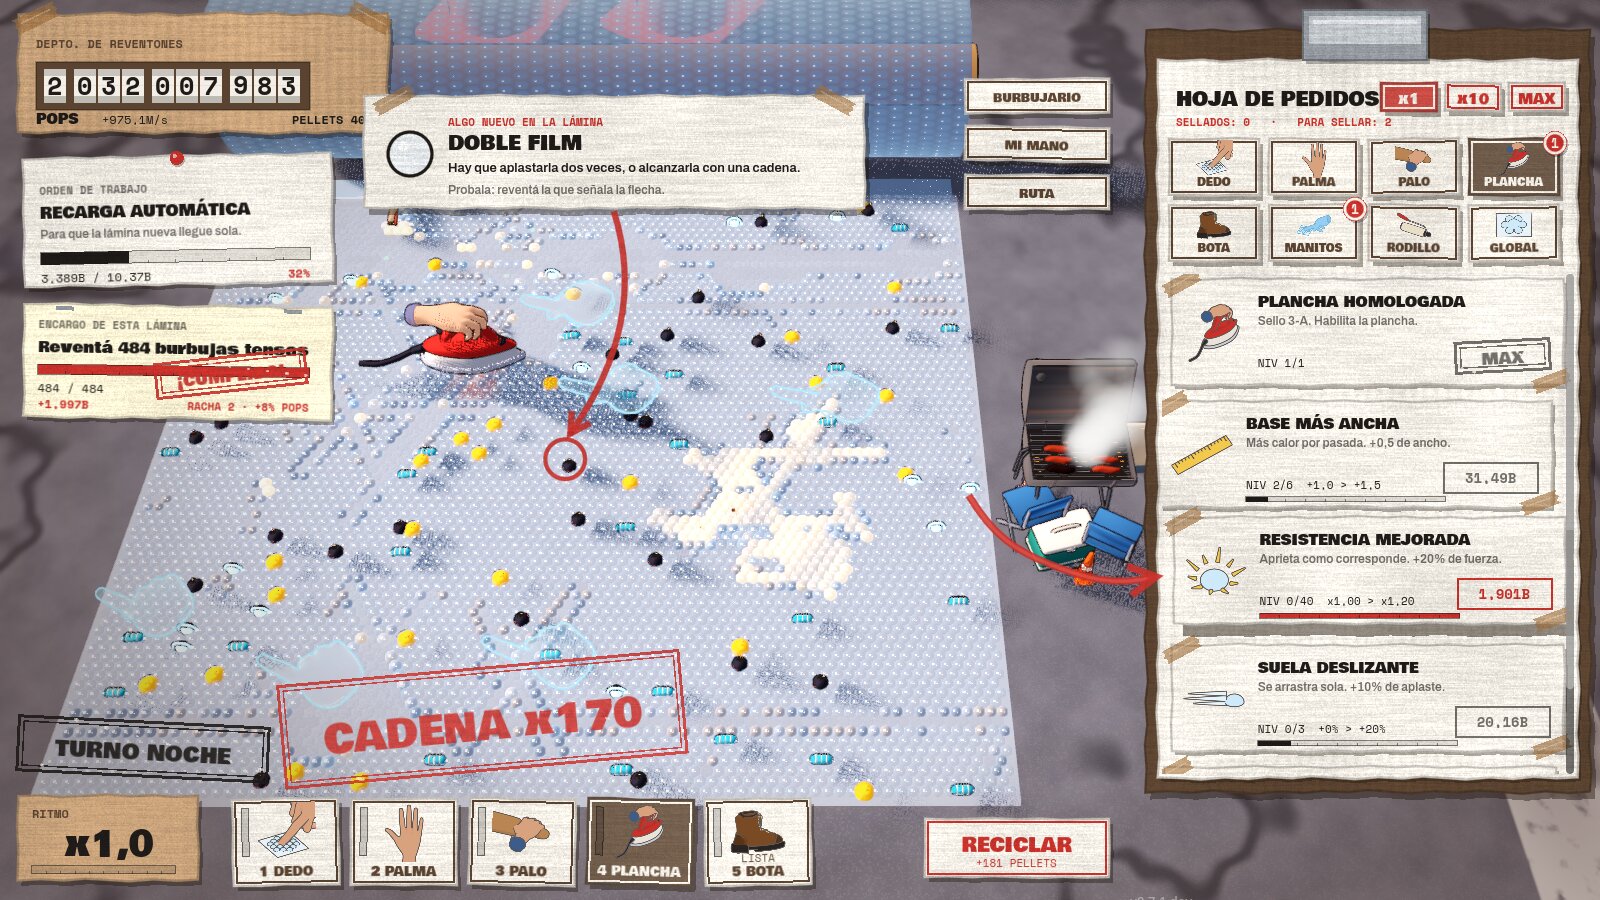 DEPTO. DE REVENTONES
2 032 007 983
POPS +975,1M/s PELLETS 40
ORDEN DE TRABAJO
RECARGA AUTOMÁTICA
Para que la lámina nueva llegue sola.
3,389B / 10,37B 32%
ENCARGO DE ESTA LÁMINA
Reventá 484 burbujas tensas
484 / 484
+1,997B RACHA 2 · +8% POPS
ALGO NUEVO EN LA LÁMINA
DOBLE FILM
Hay que aplastarla dos veces, o alcanzarla con una cadena.
Probala: reventá la que señala la flecha.
BURBUJARIO
MI MANO
RUTA
HOJA DE PEDIDOS x1 x10 MAX
SELLADOS: 0 · PARA SELLAR: 2
DEDO PALMA PALO PLANCHA 1
BOTA MANITOS 1 RODILLO GLOBAL
PLANCHA HOMOLOGADA
Sello 3-A. Habilita la plancha.
NIV 1/1 MAX
BASE MÁS ANCHA
Más calor por pasada. +0,5 de ancho.
NIV 2/6 +1,0 > +1,5 31,49B
RESISTENCIA MEJORADA
Aprieta como corresponde. +20% de fuerza.
NIV 0/40 x1,00 > x1,20 1,901B
SUELA DESLIZANTE
Se arrastra sola. +10% de aplaste.
NIV 0/3 +0% > +20% 20,16B
CADENA x170
TURNO NOCHE
RITMO
x1,0
1 DEDO
2 PALMA
3 PALO
4 PLANCHA
LISTA
5 BOTA
RECICLAR
+181 PELLETS